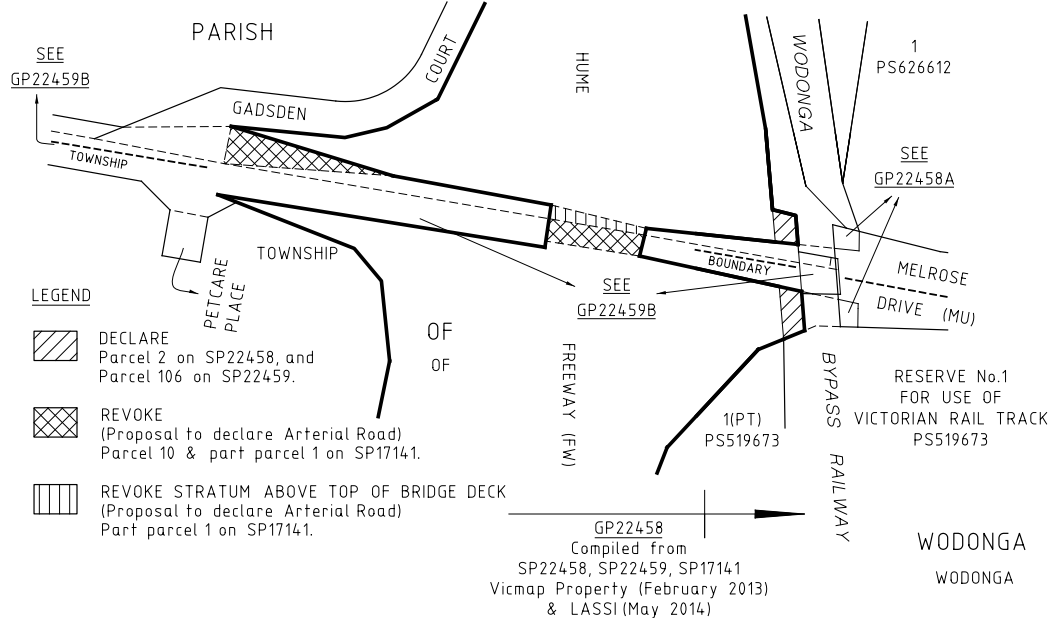 PARISH
SEE
GP22459B
TOWNSHIP
GADSDEN
COURT
HUME
WODONGA
1
PS626612
SEE
GP22458A
TOWNSHIP
PETCARE
PLACE
SEE
GP22459B
BOUNDARY
MELROSE
DRIVE (MU)
OF
OF
FREEWAY (FW)
1(PT)
PS519673
BYPASS RAILWAY
RESERVE No.1
FOR USE OF
VICTORIAN RAIL TRACK
PS519673
LEGEND
DECLARE
Parcel 2 on SP22458, and
Parcel 106 on SP22459.
REVOKE
(Proposal to declare Arterial Road)
Parcel 10 & part parcel 1 on SP17141.
REVOKE STRATUM ABOVE TOP OF BRIDGE DECK
(Proposal to declare Arterial Road)
Part parcel 1 on SP17141.
GP22458
Compiled from
SP22458, SP22459, SP17141
Vicmap Property (February 2013)
& LASSI (May 2014)
WODONGA
WODONGA